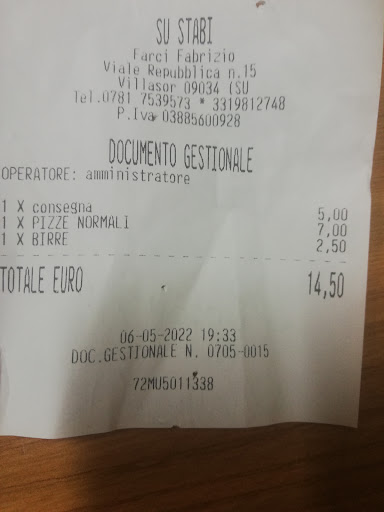 SU STABI
Farci Fabrizio
Viale Repubblica n.15
Villasor 09034 (SU
Tel.0781 7539573 * 3319812748
P.Iva 03885600928
DOCUMENTO GESTIONALE
OPERATORE: amministratore
1 X consegna 5,00
1 X PIZZE NORMALI 7,00
1 X BIRRE 2,50
TOTALE EURO 14,50
06-05-2022 19:33
DOC.GESTIONALE N. 0705-0015
72MU5011338